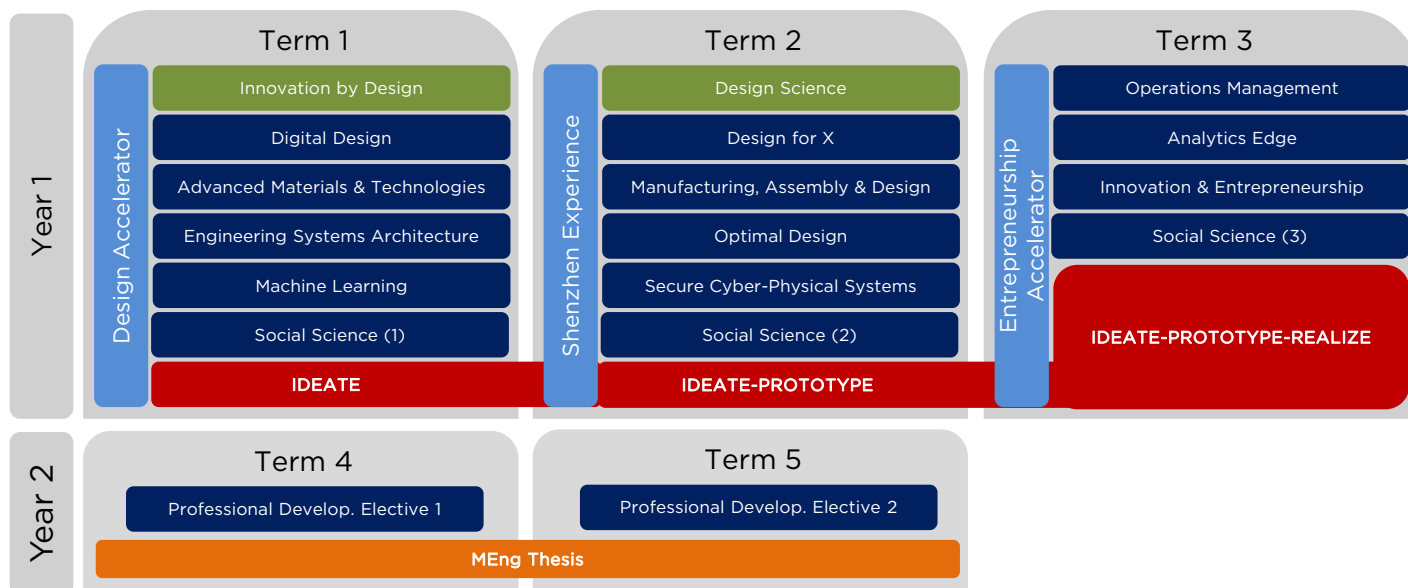 Year 1
Term 1
Design Accelerator
Innovation by Design
Digital Design
Advanced Materials & Technologies
Engineering Systems Architecture
Machine Learning
Social Science (1)
IDEATE
Term 2
Shenzhen Experience
Design Science
Design for X
Manufacturing, Assembly & Design
Optimal Design
Secure Cyber-Physical Systems
Social Science (2)
IDEATE-PROTOTYPE
Term 3
Entrepreneurship
Accelerator
Operations Management
Analytics Edge
Innovation & Entrepreneurship
Social Science (3)
IDEATE-PROTOTYPE-REALIZE
Year 2
Term 4
Professional Develop. Elective 1
Term 5
Professional Develop. Elective 2
MEng Thesis